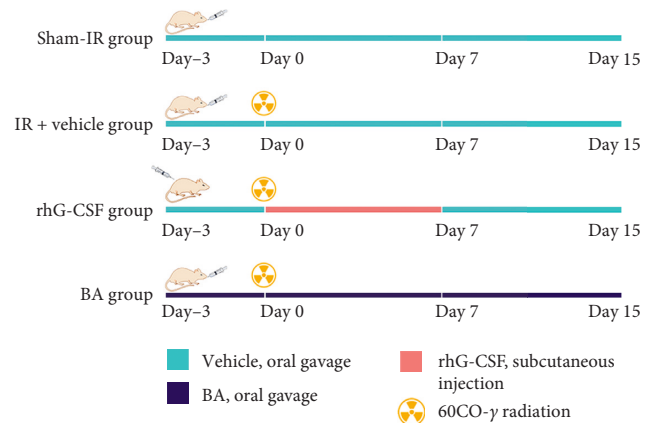 Sham-IR group
Day–3 Day 0 Day 7 Day 15
IR + vehicle group
Day–3 Day 0 Day 7 Day 15
rhG-CSF group
Day–3 Day 0 Day 7 Day 15
BA group
Day–3 Day 0 Day 7 Day 15
Vehicle, oral gavage
BA, oral gavage
rhG-CSF, subcutaneous
injection
60CO-γ radiation